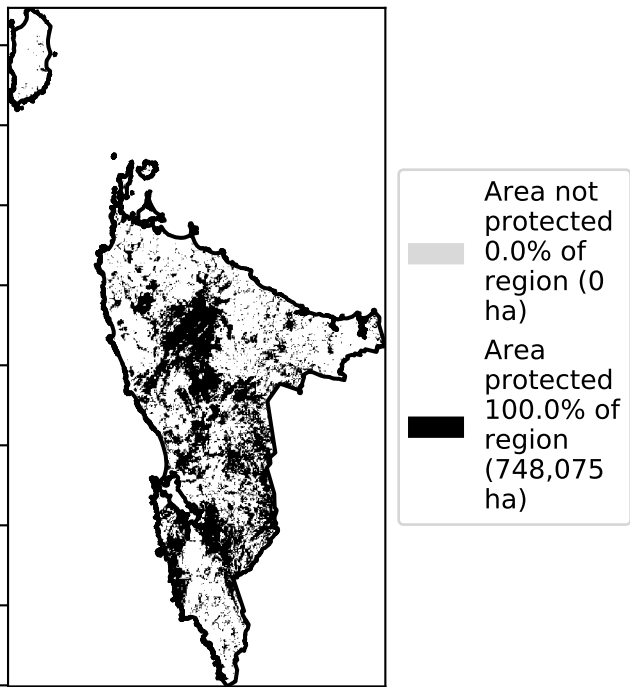 Area not
protected
0.0% of
region (0
ha)
Area
protected
100.0% of
region
(748,075
ha)